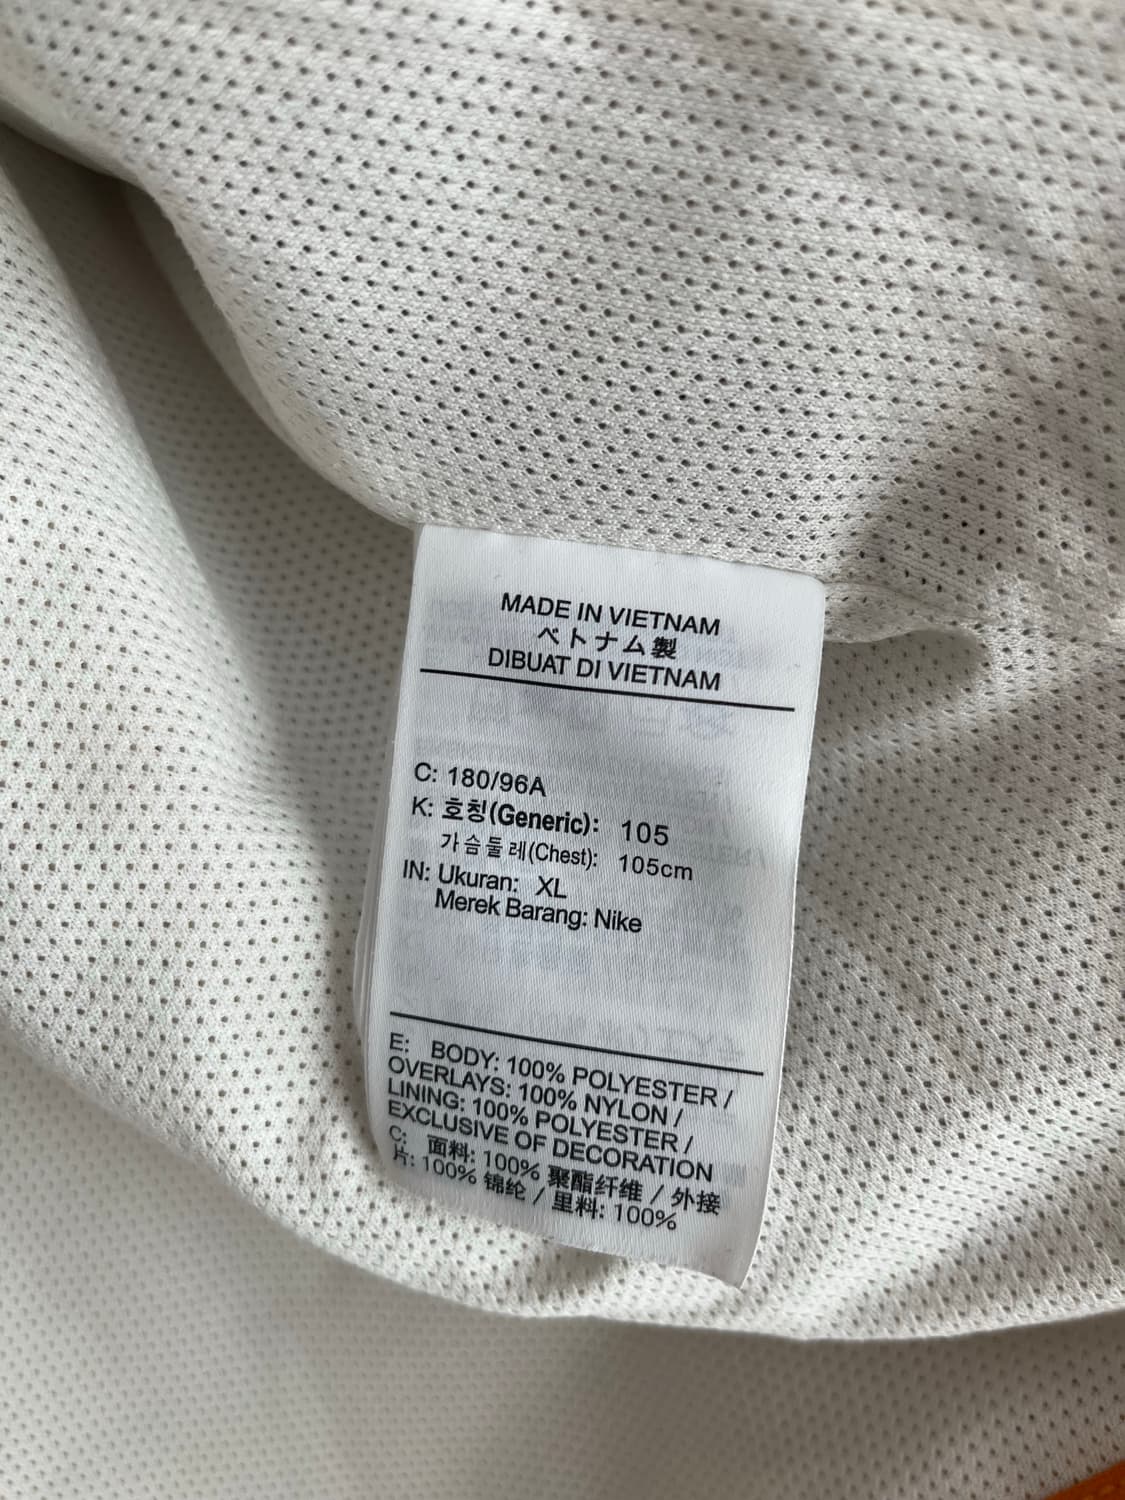 MADE IN VIETNAM
ベトナム製
DIBUAT DI VIETNAM
C: 180/96A
K: 호칭(Generic): 105
가슴둘레(Chest): 105cm
IN: Ukuran: XL
Merek Barang: Nike
E: BODY: 100% POLYESTER /
OVERLAYS: 100% NYLON /
LINING: 100% POLYESTER /
EXCLUSIVE OF DECORATION
C: 面料: 100% 聚酯纤维 / 外接
片: 100% 锦纶 / 里料: 100%